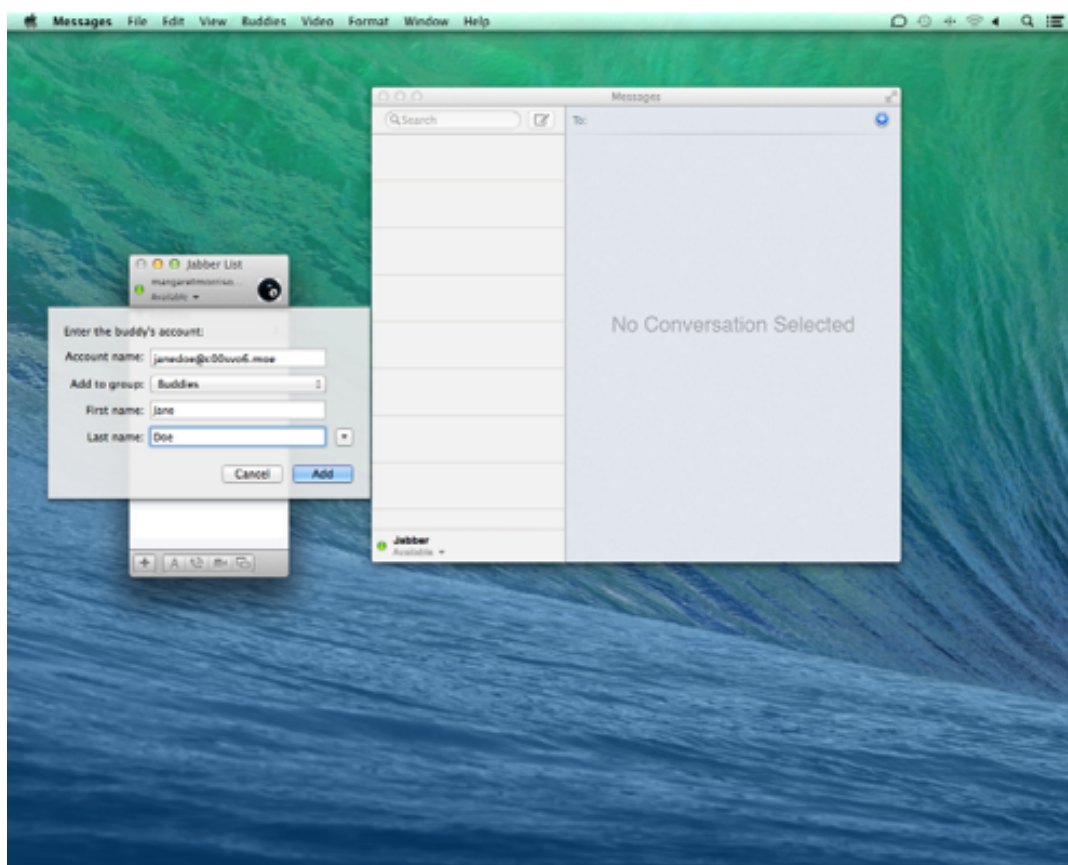 Messages File Edit View Buddies Video Format Window Help
Messages
Search
To:
No Conversation Selected
Jabber
Available
Jabber List
margaretmorriso...
Available
Enter the buddy's account:
Account name:
Add to group: Buddies
First name: Jane
Last name: Doe
Cancel Add
A